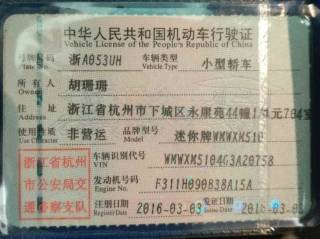 中华人民共和国机动车行驶证
Vehicle License of the People's Republic of China
号牌号码 浙A053UH 车辆类型 小型轿车
Plate No. Vehicle Type
所有人 胡珊珊
Owner
住址 浙江省杭州市下城区永康苑44幢1单元704室
Address
使用性质 非营运 品牌型号 迷你牌WMWXM510
Use Character Model
浙江省杭州
市公安局交
通警察支队
车辆识别代号 WMWXM5104G3A20758
VIN
发动机号码 F311H090B38A15A
Engine No.
注册日期 2016-03-03 发证日期 2016-03-03
Register Date Issue Date